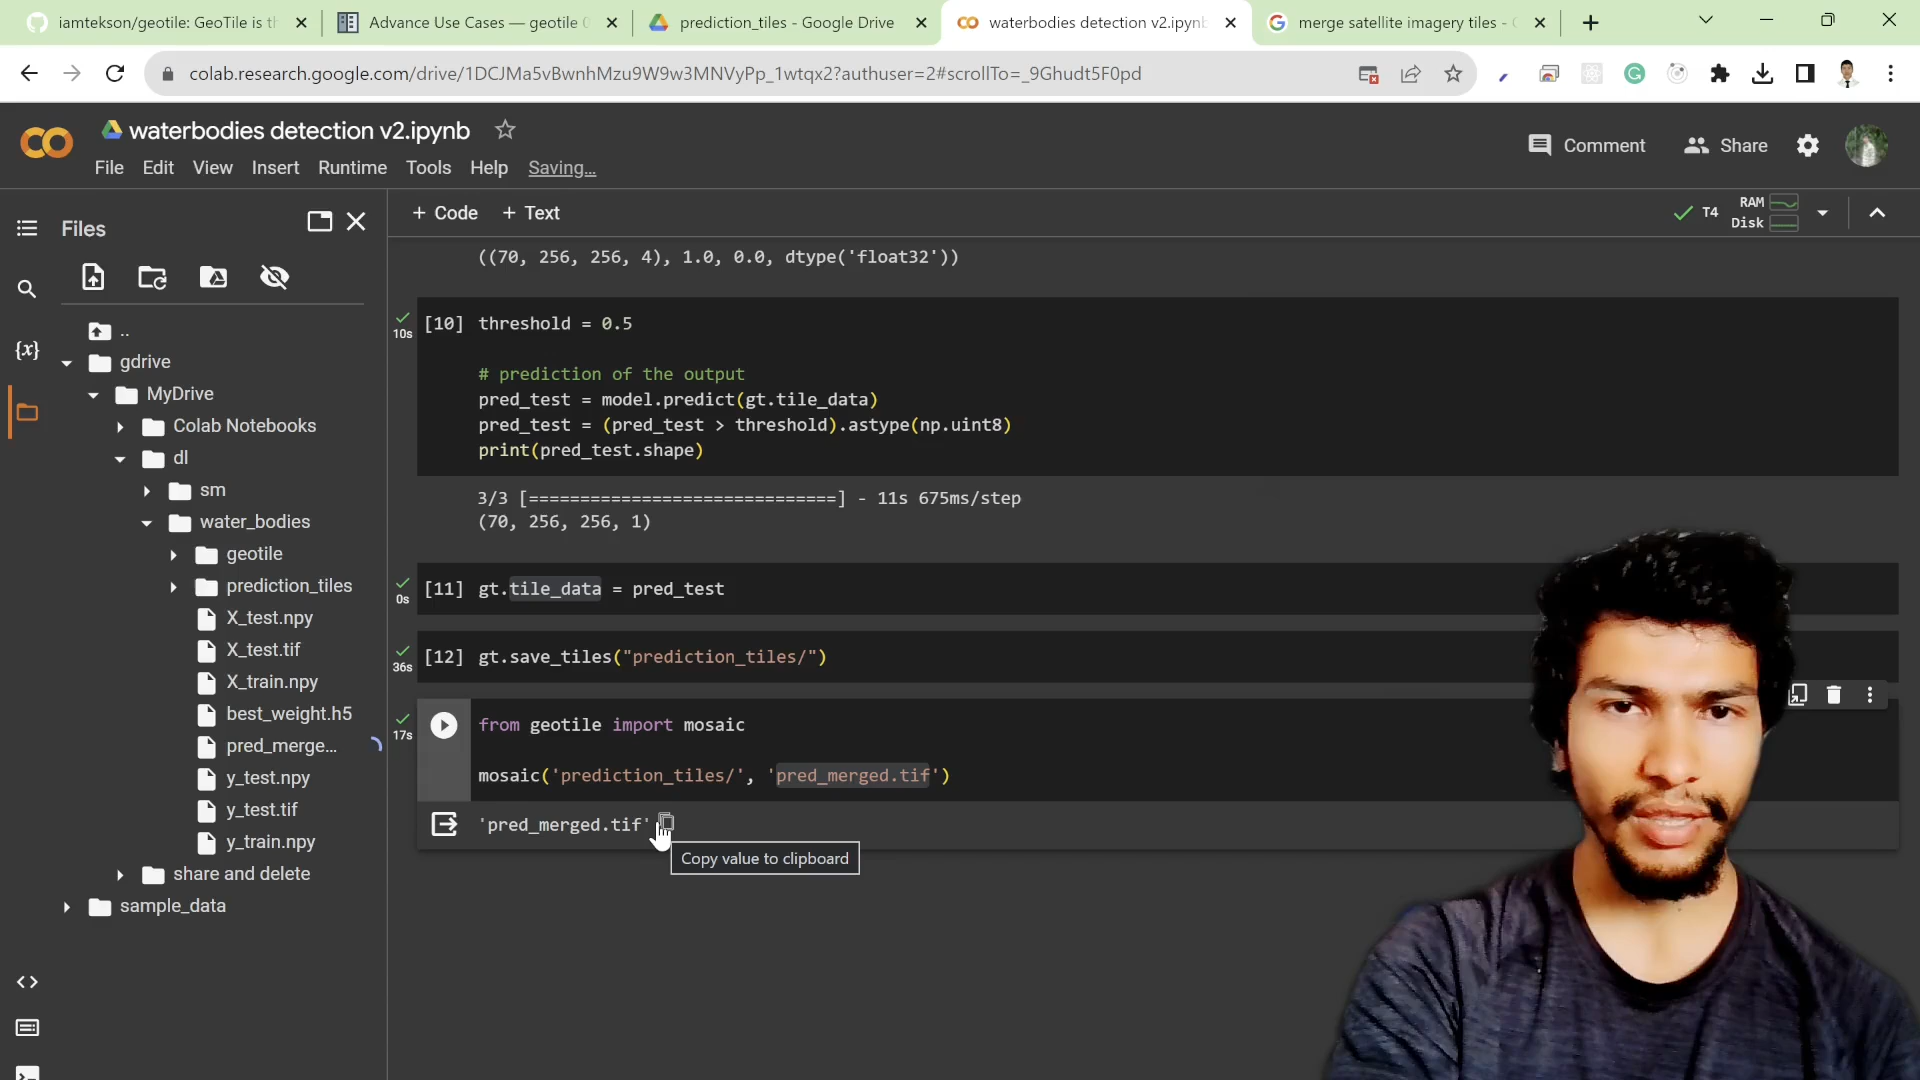 iamtekson/geotile: GeoTile is th
Advance Use Cases — geotile 0
prediction_tiles - Google Drive
waterbodies detection v2.ipynb
merge satellite imagery tiles - G
colab.research.google.com/drive/1DCJMa5vBwnhMzu9W9w3MNVyPp_1wtqx2?authuser=2#scrollTo=_9Ghudt5F0pd
waterbodies detection v2.ipynb
File Edit View Insert Runtime Tools Help Saving...
Comment Share
Files
+ Code + Text
T4 RAM
Disk
..
gdrive
MyDrive
Colab Notebooks
dl
sm
water_bodies
geotile
prediction_tiles
X_test.npy
X_test.tif
X_train.npy
best_weight.h5
pred_merge...
y_test.npy
y_test.tif
y_train.npy
share and delete
sample_data
((70, 256, 256, 4), 1.0, 0.0, dtype('float32'))
10s [10] threshold = 0.5
# prediction of the output
pred_test = model.predict(gt.tile_data)
pred_test = (pred_test > threshold).astype(np.uint8)
print(pred_test.shape)
3/3 [==============================] - 11s 675ms/step
(70, 256, 256, 1)
0s [11] gt.tile_data = pred_test
36s [12] gt.save_tiles("prediction_tiles/")
17s from geotile import mosaic
mosaic('prediction_tiles/', 'pred_merged.tif')
'pred_merged.tif'
Copy value to clipboard